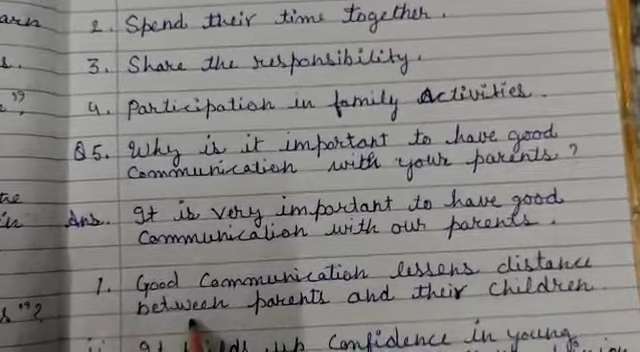 arn
2. Spend their time together.
s.
3. Share the responsibility.
4. Participation in family Activities.
Q5. Why is it important to have good
communication with your parents?
Ans. It is very important to have good
communication with our parents.
1. Good communication lessens distance
between parents and their children.
up confidence in young